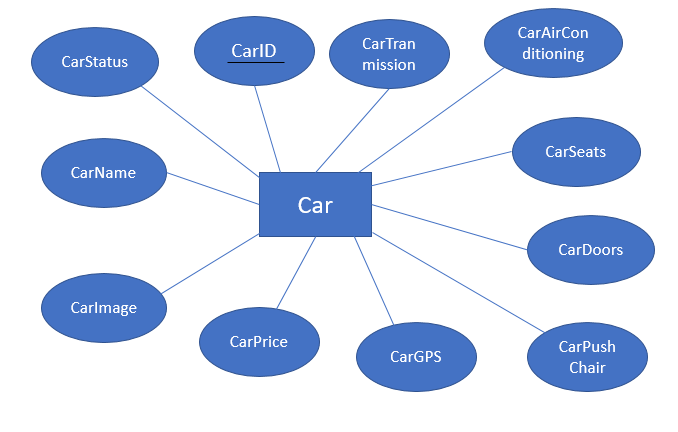 CarStatus
CarID
CarTran
mission
CarAirCon
ditioning
CarName
CarSeats
Car
CarDoors
CarImage
CarPrice
CarGPS
CarPush
Chair